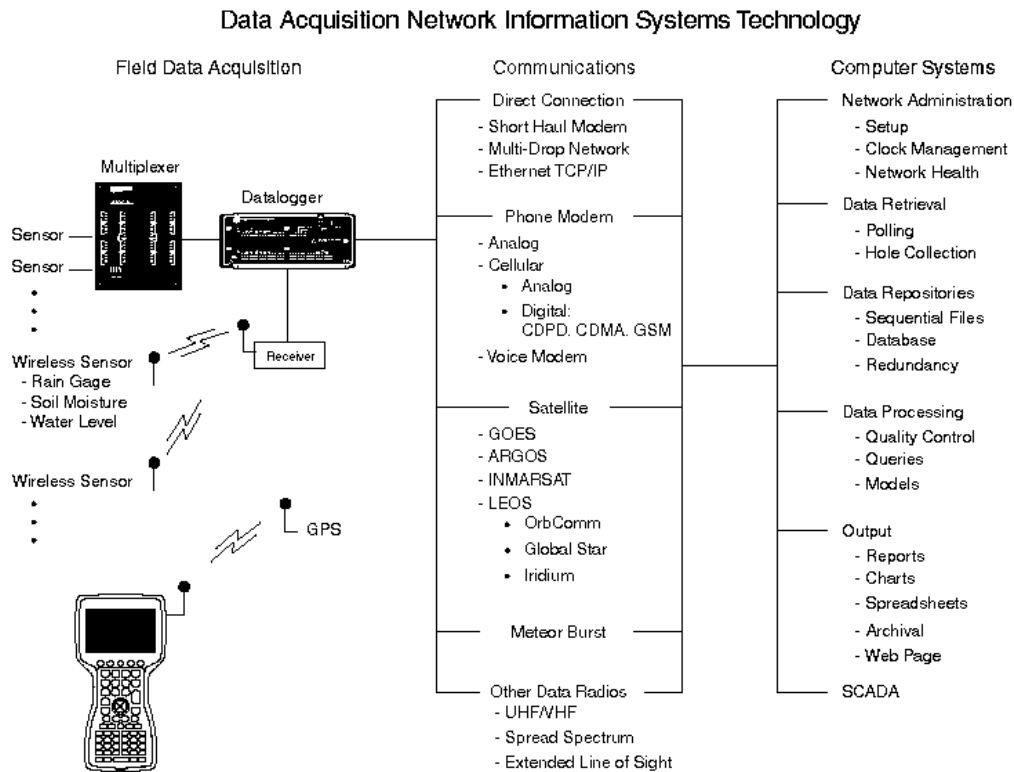 Data Acquisition Network Information Systems Technology
Field Data Acquisition
Multiplexer
Datalogger
Sensor
Sensor
Receiver
Wireless Sensor
- Rain Gage
- Soil Moisture
- Water Level
Wireless Sensor
GPS
Communications
Direct Connection
- Short Haul Modem
- Multi-Drop Network
- Ethernet TCP/IP
Phone Modem
- Analog
- Cellular
• Analog
• Digital:
CDPD. CDMA. GSM
- Voice Modem
Satellite
- GOES
- ARGOS
- INMARSAT
- LEOS
• OrbComm
• Global Star
• Iridium
Meteor Burst
Other Data Radios
- UHF/VHF
- Spread Spectrum
- Extended Line of Sight
Computer Systems
Network Administration
- Setup
- Clock Management
- Network Health
Data Retrieval
- Polling
- Hole Collection
Data Repositories
- Sequential Files
- Database
- Redundancy
Data Processing
- Quality Control
- Queries
- Models
Output
- Reports
- Charts
- Spreadsheets
- Archival
- Web Page
SCADA